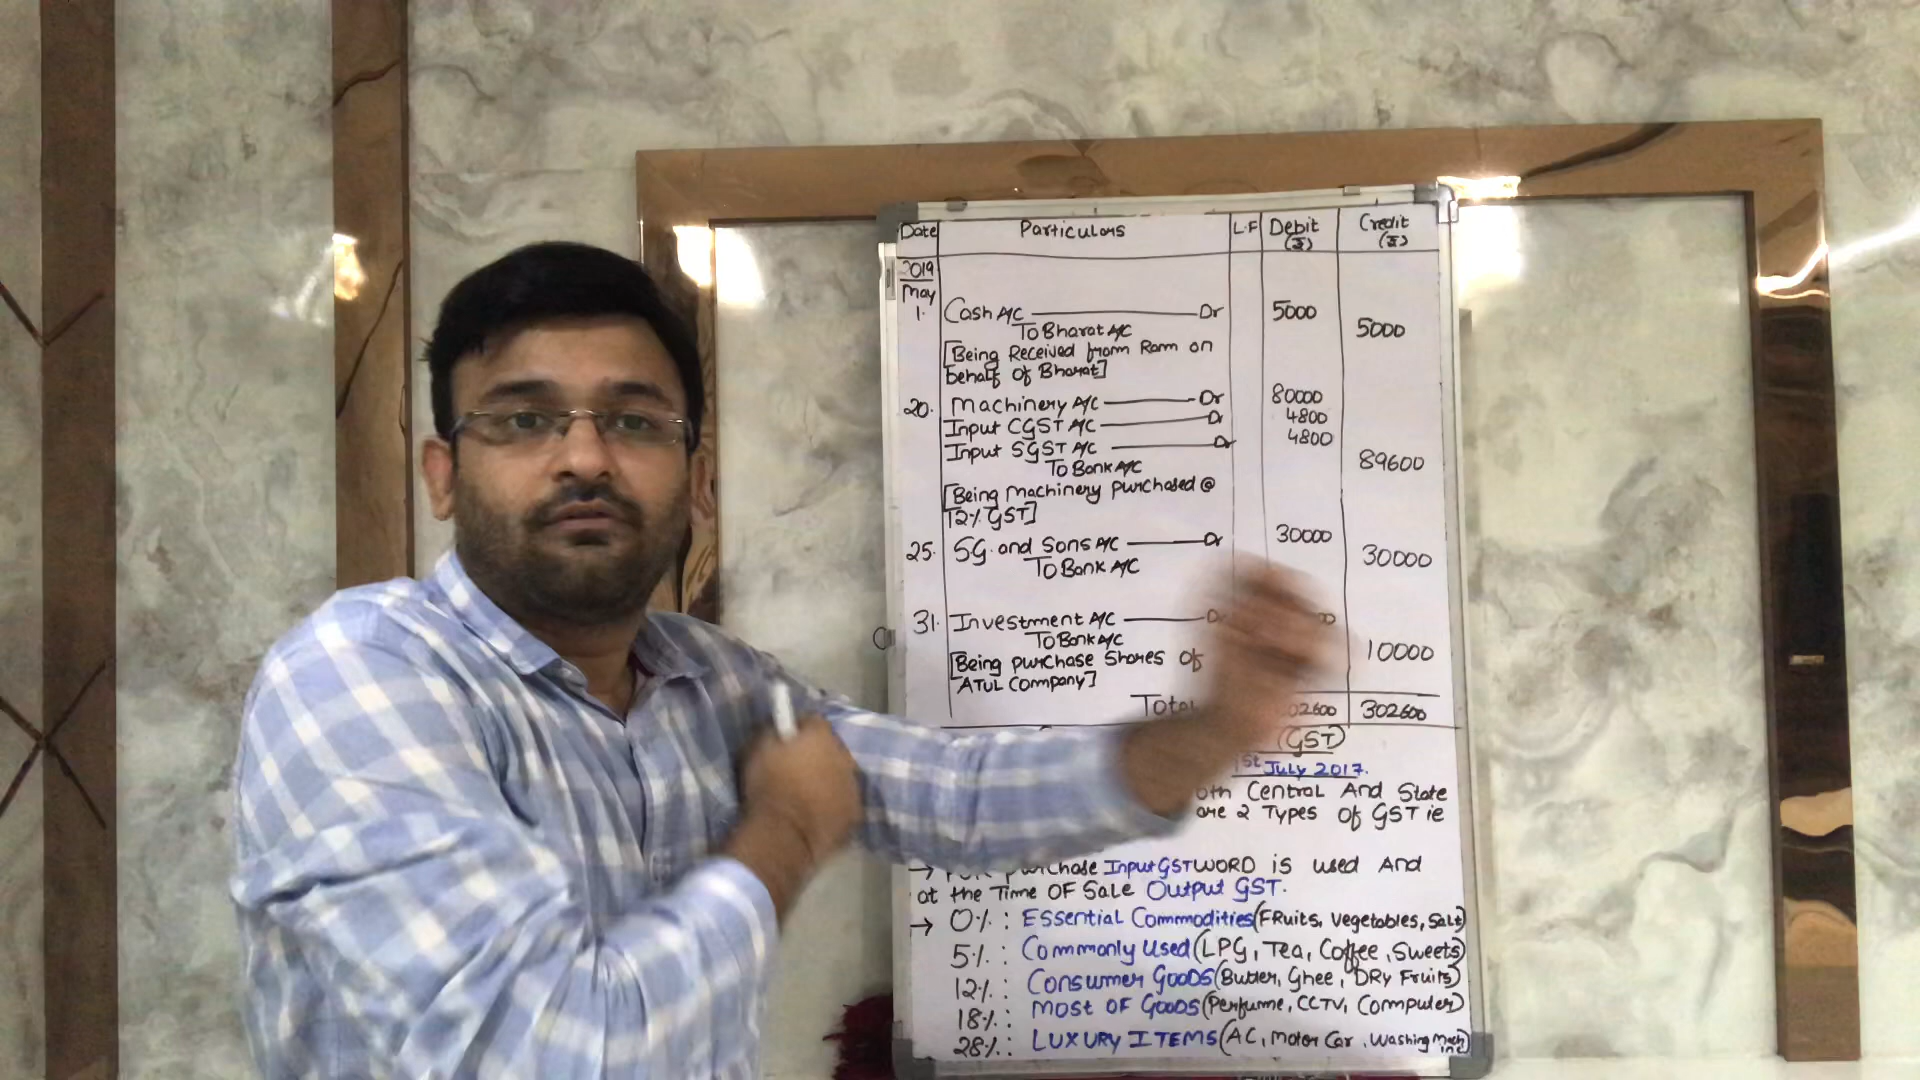 Date Particulars L.F Debit (₹) Credit (₹)
2019
May
1. Cash A/C Dr 5000
To Bharat A/C 5000
[Being Received from Ram on
behalf of Bharat]
20. Machinery A/C Dr 80000
Input CGST A/C Dr 4800
Input SGST A/C Dr 4800
To Bank A/C 89600
[Being Machinery purchased @
12% GST]
25. SG and Sons A/C Dr 30000
To Bank A/C 30000
31. Investment A/C
To Bank A/C 10000
[Being purchase Shares of
ATUL Company]
302600
(GST)
1st July 2017.
Central And State
are 2 Types of GST ie
→ purchase Input GST WORD is used And
at the Time OF Sale Output GST.
→ 0%: Essential Commodities (FRuits, Vegetables, Salt)
5%: Commonly Used (LPG, Tea, Coffee, Sweets)
12%: Consumer GooDS (Butter, Ghee, DRy Fruits)
18%: Most OF GooDS (Perfume, CCTV, Computer)
28%: LUXURY ITEMS (AC, Motor Car, Washing Machine)